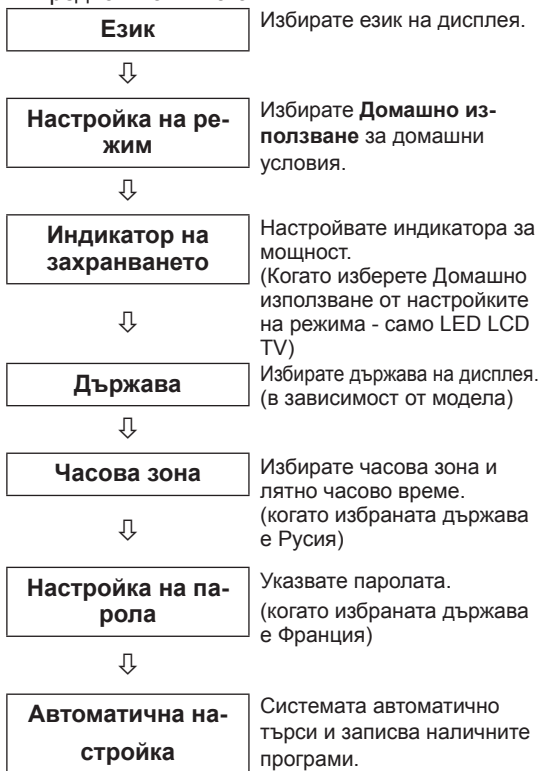 Език
Избирате език на дисплея.
Настройка на ре-
жим
Избирате Домашно из-
ползване за домашни
условия.
Индикатор на
захранването
Настройвате индикатора за
мощност.
(Когато изберете Домашно
използване от настройките
на режима - само LED LCD
TV)
Държава
Избирате държава на дисплея.
(в зависимост от модела)
Часова зона
Избирате часова зона и
лятно часово време.
(когато избраната държава
е Русия)
Настройка на па-
рола
Указвате паролата.
(когато избраната държава
е Франция)
Автоматична на-
стройка
Системата автоматично
търси и записва наличните
програми.